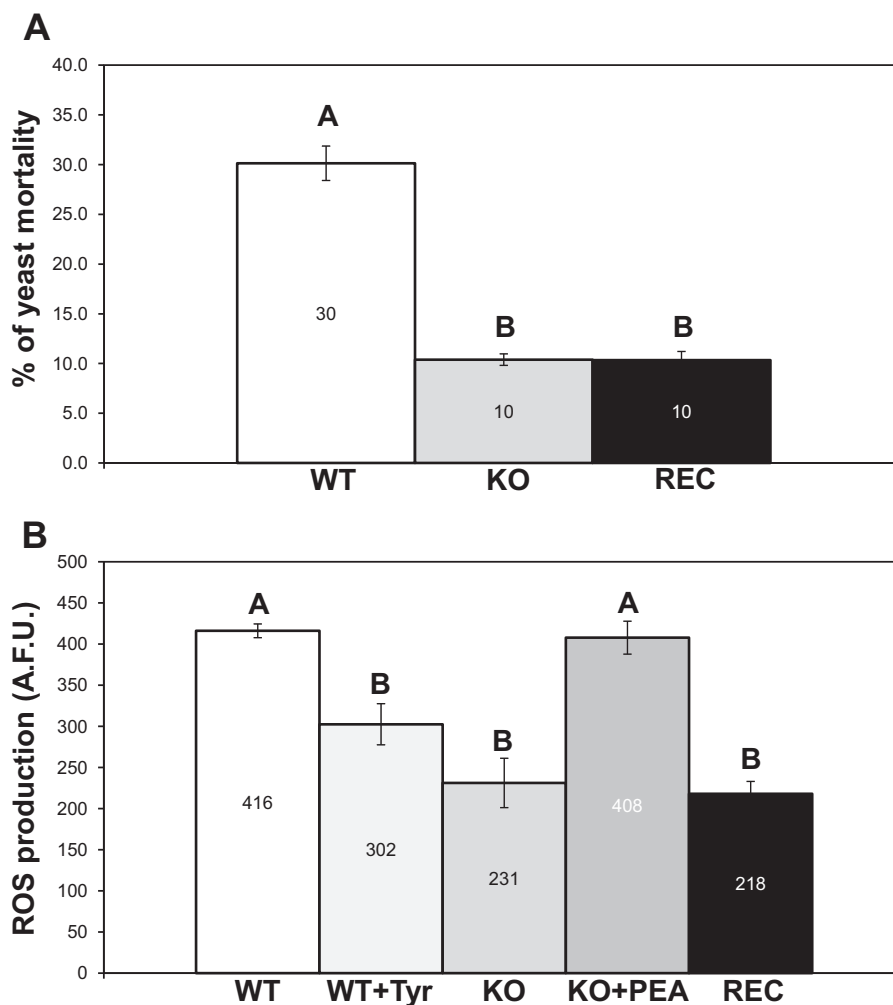 A
% of yeast mortality
40.0
35.0
30.0
25.0
20.0
15.0
10.0
5.0
0.0
A
B
B
30
10
10
WT KO REC
B
ROS production (A.F.U.)
500
450
400
350
300
250
200
150
100
50
0
A
B
B
A
B
416
302
231
408
218
WT WT+Tyr KO KO+PEA REC